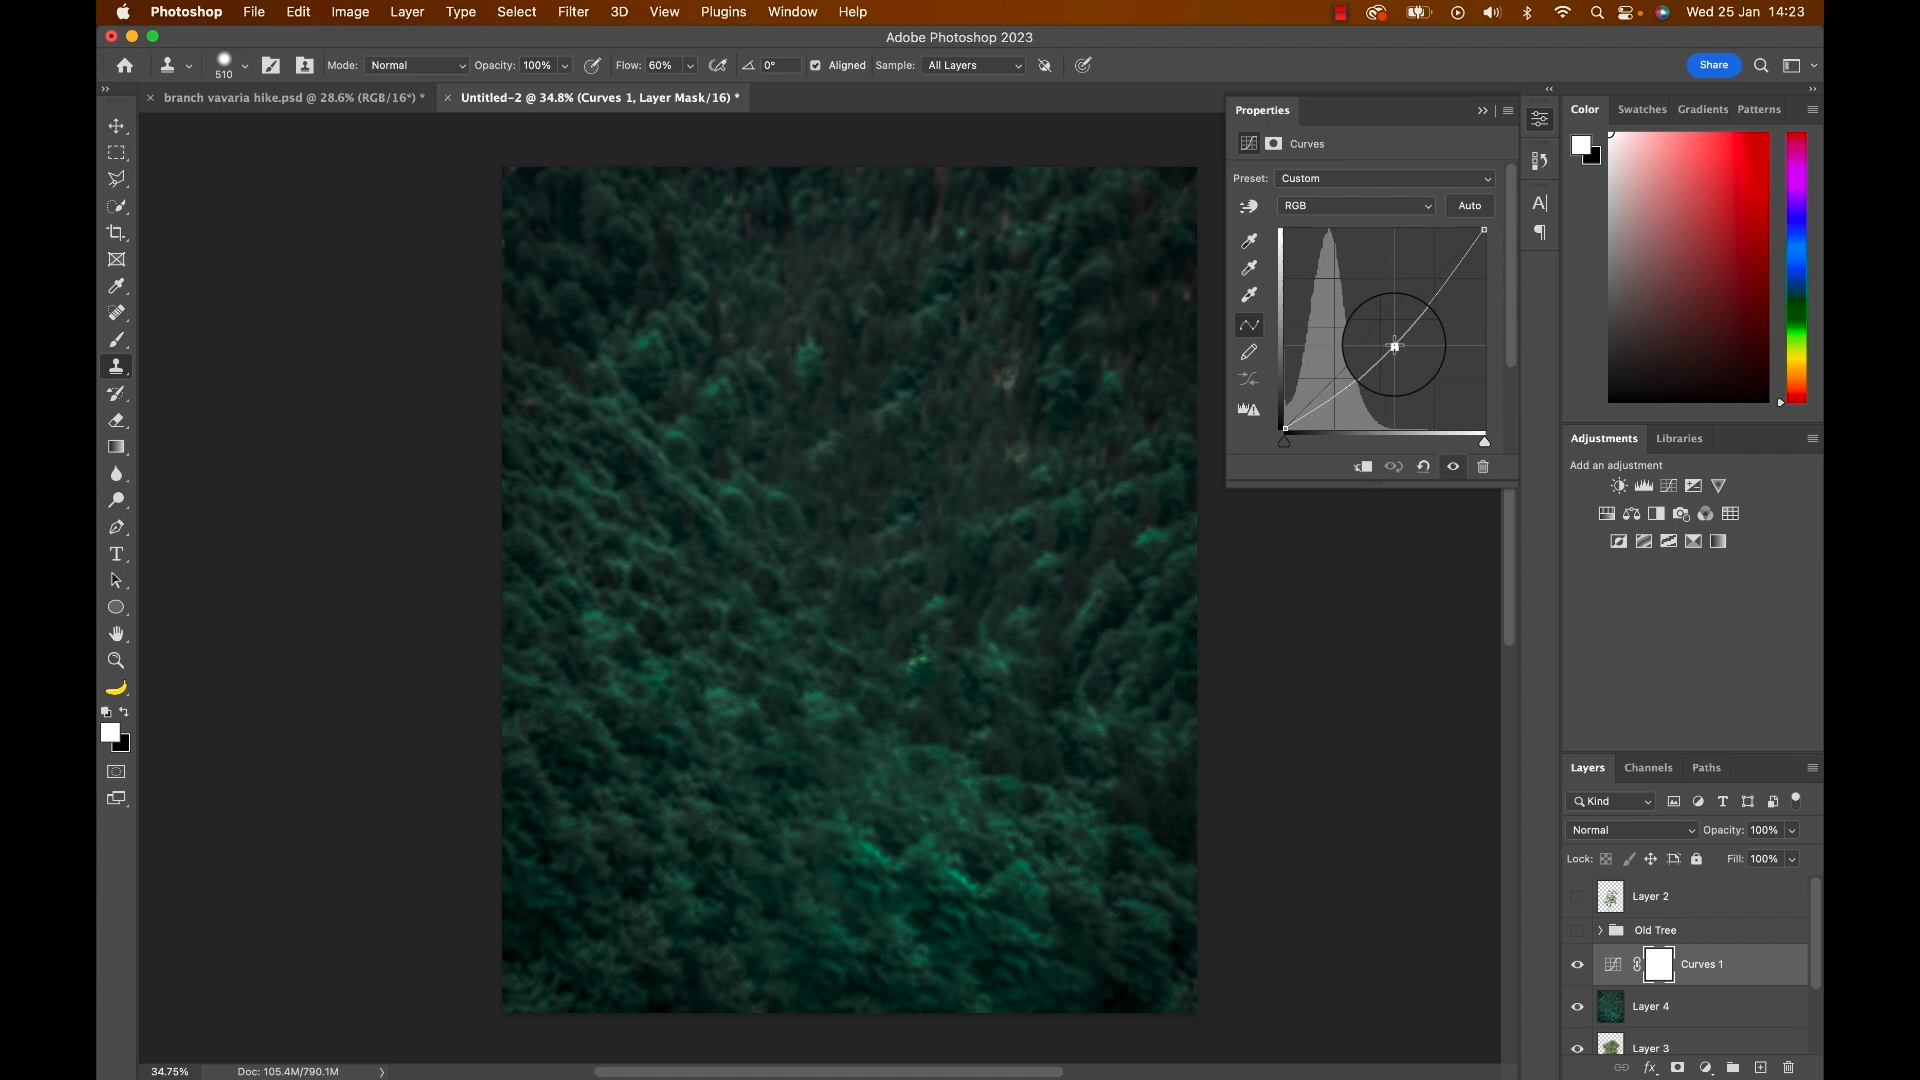 Photoshop File Edit Image Layer Type Select Filter 3D View Plugins Window Help Wed 25 Jan 14:23
Adobe Photoshop 2023
510 Mode: Normal Opacity: 100% Flow: 60% 0° Aligned Sample: All Layers Share
branch vavaria hike.psd @ 28.6% (RGB/16*) * Untitled-2 @ 34.8% (Curves 1, Layer Mask/16) *
Properties
Curves
Preset: Custom
RGB Auto
Color Swatches Gradients Patterns
Adjustments Libraries
Add an adjustment
Layers Channels Paths
Kind
Normal Opacity: 100%
Lock: Fill: 100%
Layer 2
Old Tree
Curves 1
Layer 4
Layer 3
34.75% Doc: 105.4M/790.1M